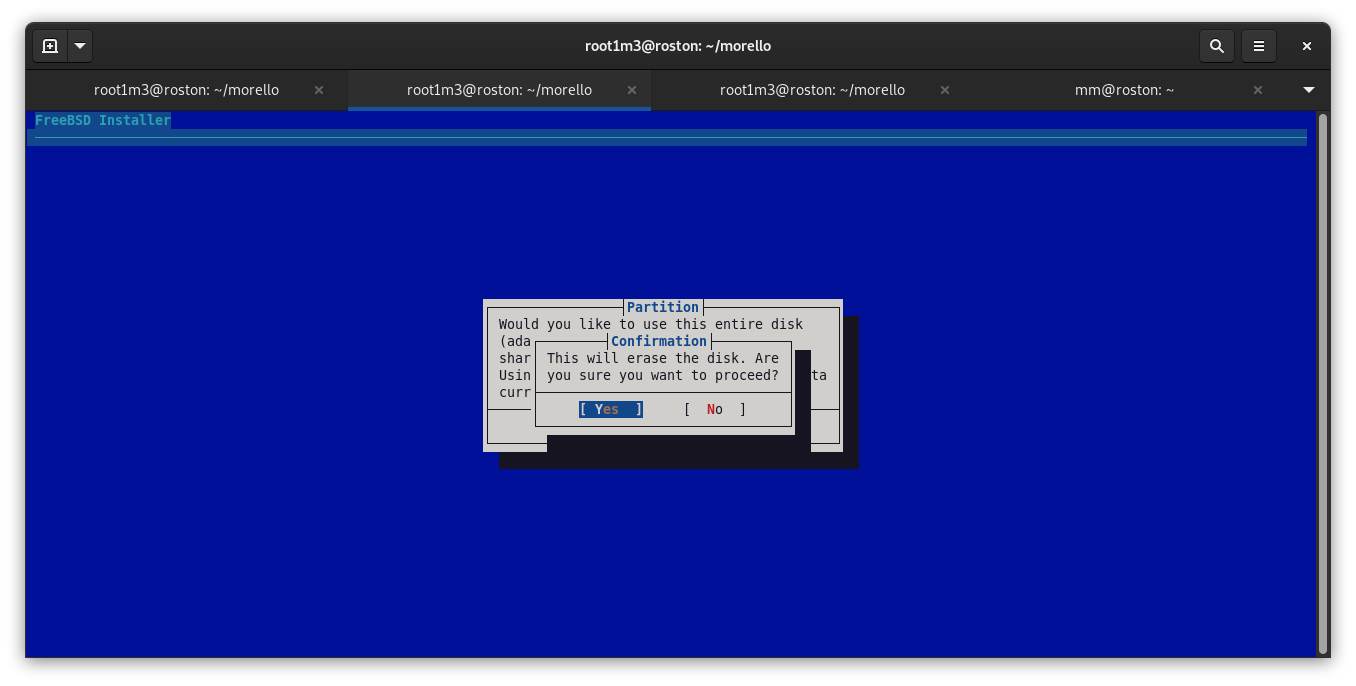 root1m3@roston: ~/morello
root1m3@roston: ~/morello
root1m3@roston: ~/morello
root1m3@roston: ~/morello
mm@roston: ~
FreeBSD Installer
Partition
Would you like to use this entire disk
(ada
Confirmation
shar
This will erase the disk. Are
Usin
you sure you want to proceed?
ta
curr
[ Yes ] [ No ]